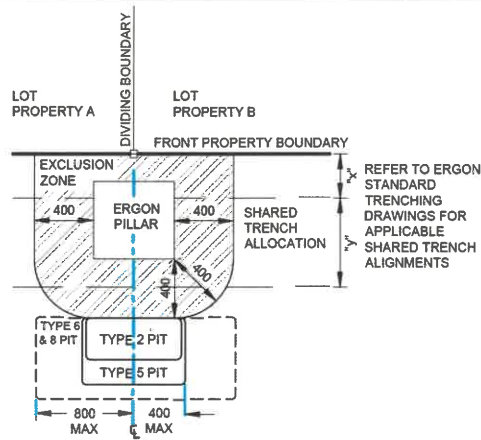 DIVIDING BOUNDARY
LOT
PROPERTY A
LOT
PROPERTY B
FRONT PROPERTY BOUNDARY
EXCLUSION
ZONE
400
ERGON
PILLAR
400
SHARED
TRENCH
ALLOCATION
"x"
"y"
REFER TO ERGON
STANDARD
TRENCHING
DRAWINGS FOR
APPLICABLE
SHARED TRENCH
ALIGNMENTS
400
400
TYPE 6
& 8 PIT
TYPE 2 PIT
TYPE 5 PIT
800
MAX
℄
400
MAX